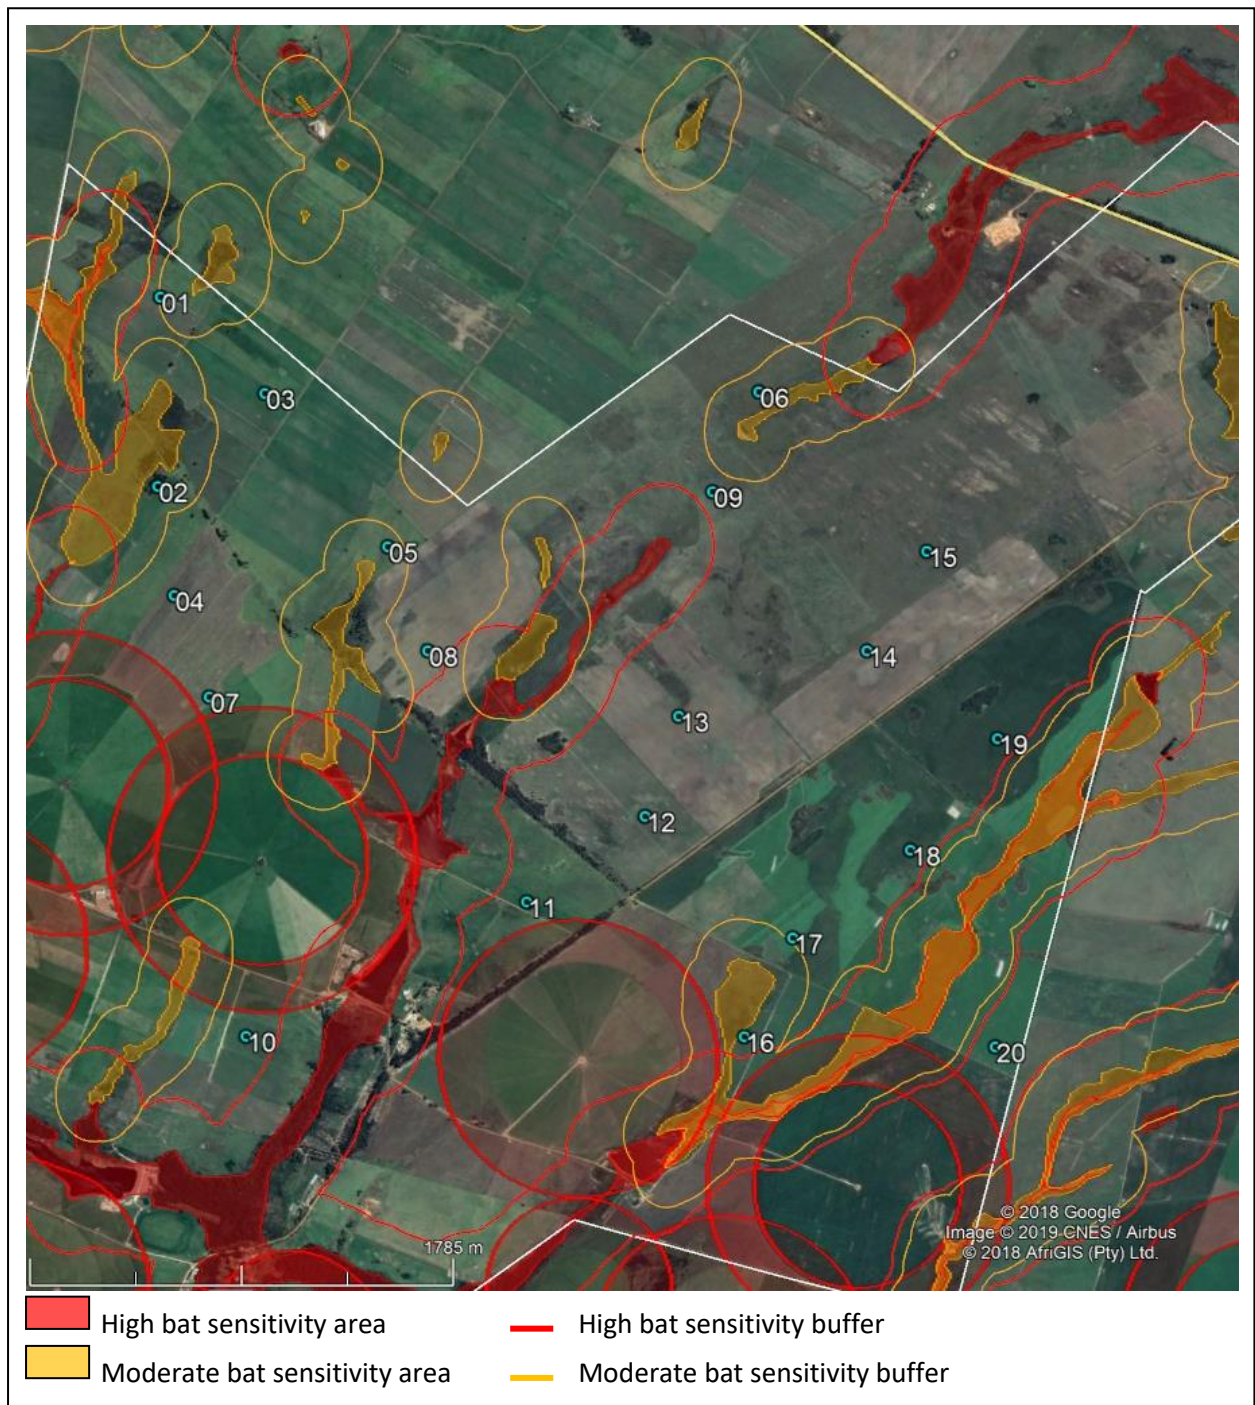 01
03
06
02
09
05
15
04
08
14
07
13
19
12
18
11
17
10
16
20
© 2018 Google
Image © 2019 CNES / Airbus
© 2018 AfriGIS (Pty) Ltd.
1785 m
High bat sensitivity area
High bat sensitivity buffer
Moderate bat sensitivity area
Moderate bat sensitivity buffer